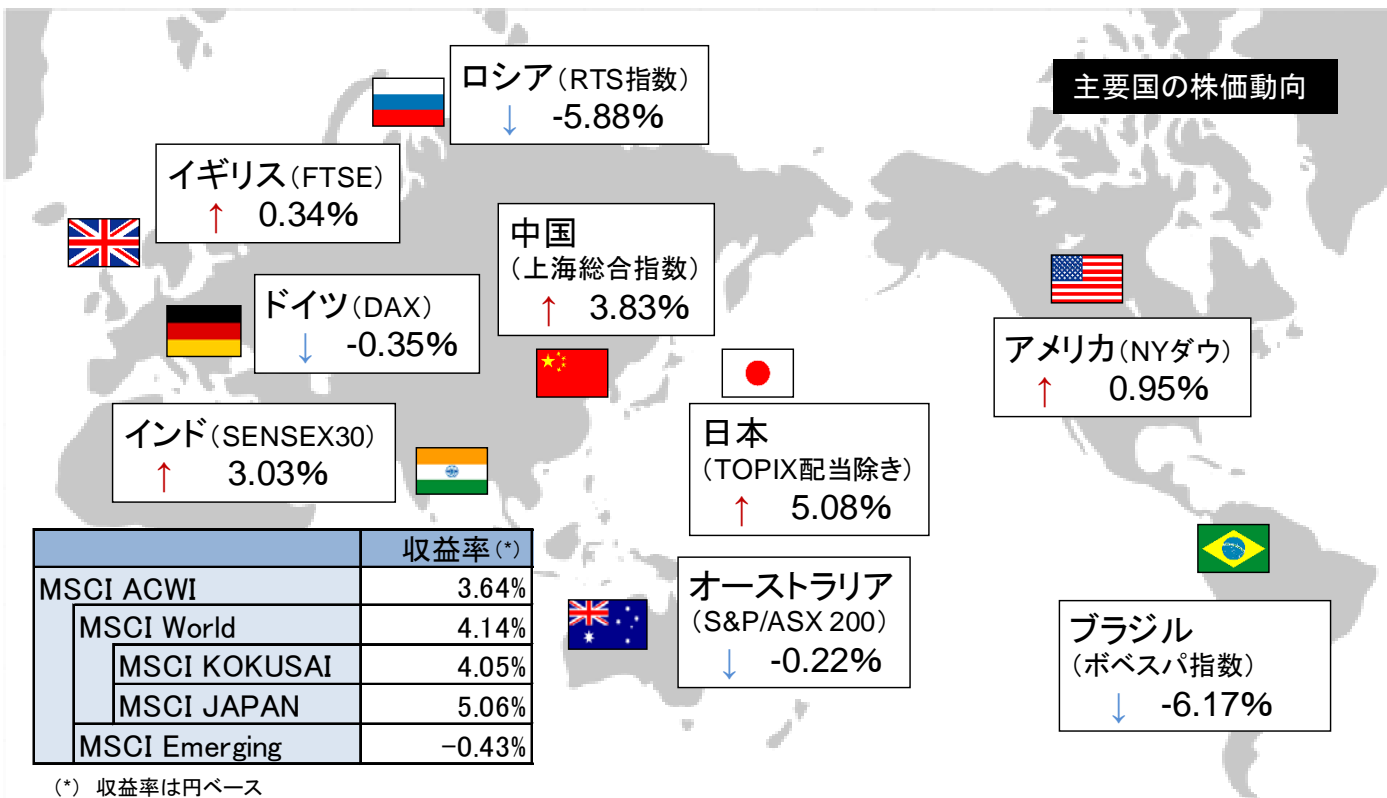 主要国の株価動向
ロシア(RTS指数)
↓ -5.88%
イギリス(FTSE)
↑ 0.34%
中国
(上海総合指数)
↑ 3.83%
ドイツ(DAX)
↓ -0.35%
アメリカ(NYダウ)
↑ 0.95%
インド(SENSEX30)
↑ 3.03%
日本
(TOPIX配当除き)
↑ 5.08%
オーストラリア
(S&P/ASX 200)
↓ -0.22%
ブラジル
(ボベスパ指数)
↓ -6.17%
収益率(*)
MSCI ACWI 3.64%
MSCI World 4.14%
MSCI KOKUSAI 4.05%
MSCI JAPAN 5.06%
MSCI Emerging −0.43%
(*) 収益率は円ベース